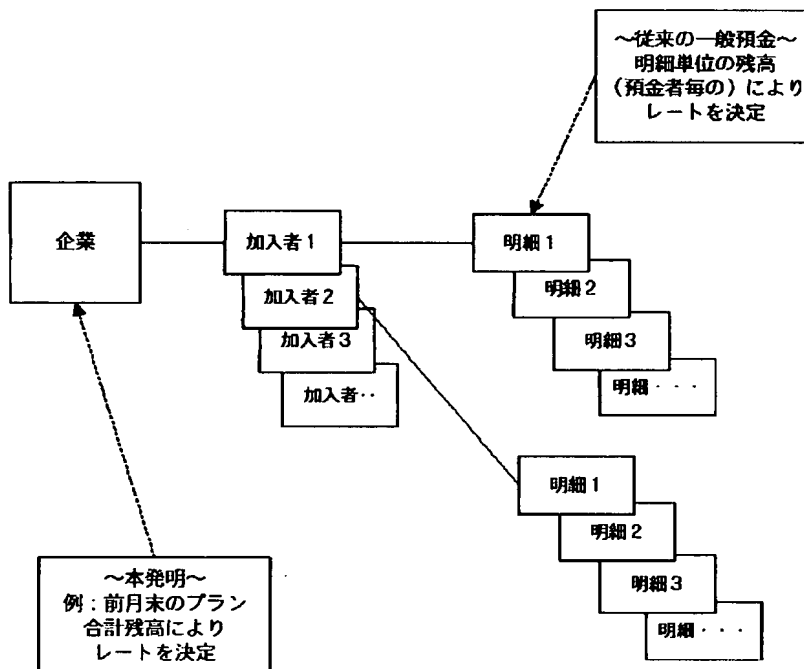 ～従来の一般預金～
明細単位の残高
（預金者毎の）により
レートを決定
企業
加入者1
加入者2
加入者3
加入者‥
明細1
明細2
明細3
明細・・・
明細1
明細2
明細3
明細・・・
～本発明～
例：前月末のプラン
合計残高により
レートを決定